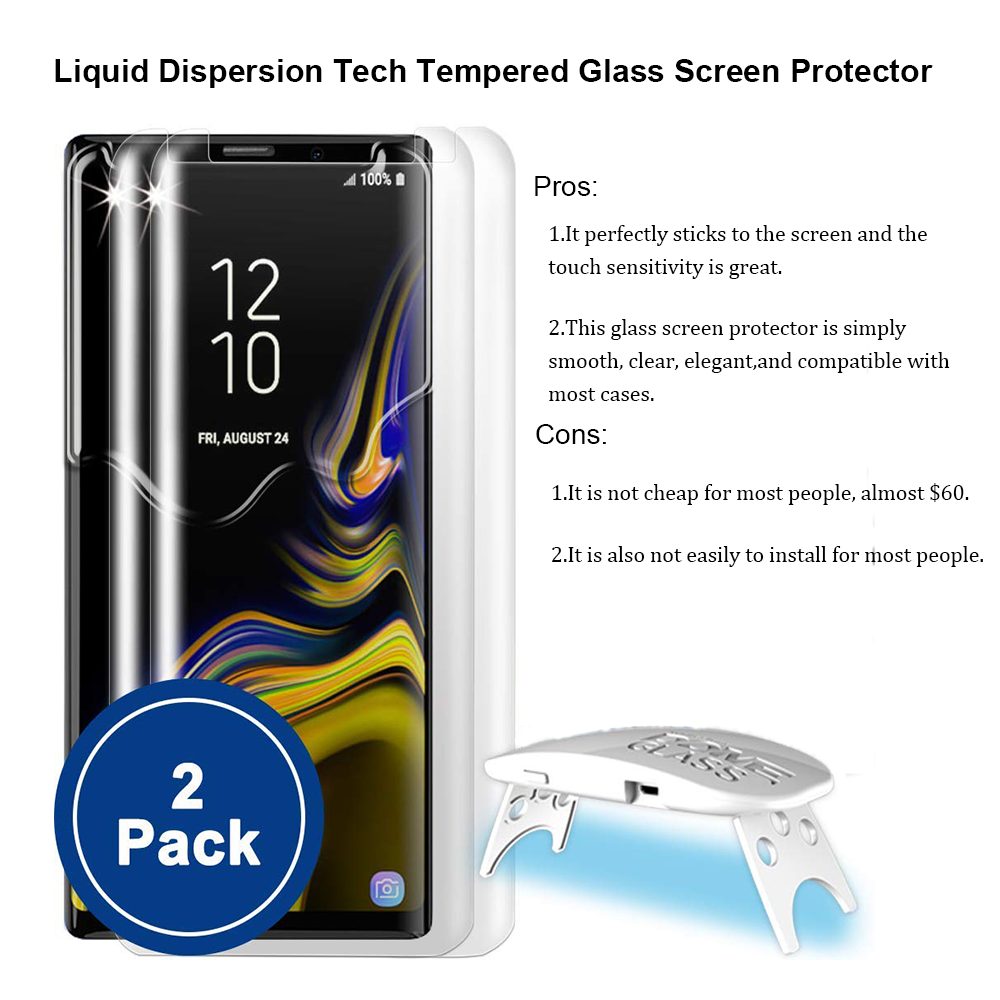 Liquid Dispersion Tech Tempered Glass Screen Protector
100%
12
10
FRI, AUGUST 24
Pros:
1.It perfectly sticks to the screen and the
touch sensitivity is great.
2.This glass screen protector is simply
smooth, clear, elegant,and compatible with
most cases.
Cons:
1.It is not cheap for most people, almost $60.
2.It is also not easily to install for most people.
2
Pack
DOME
GLASS